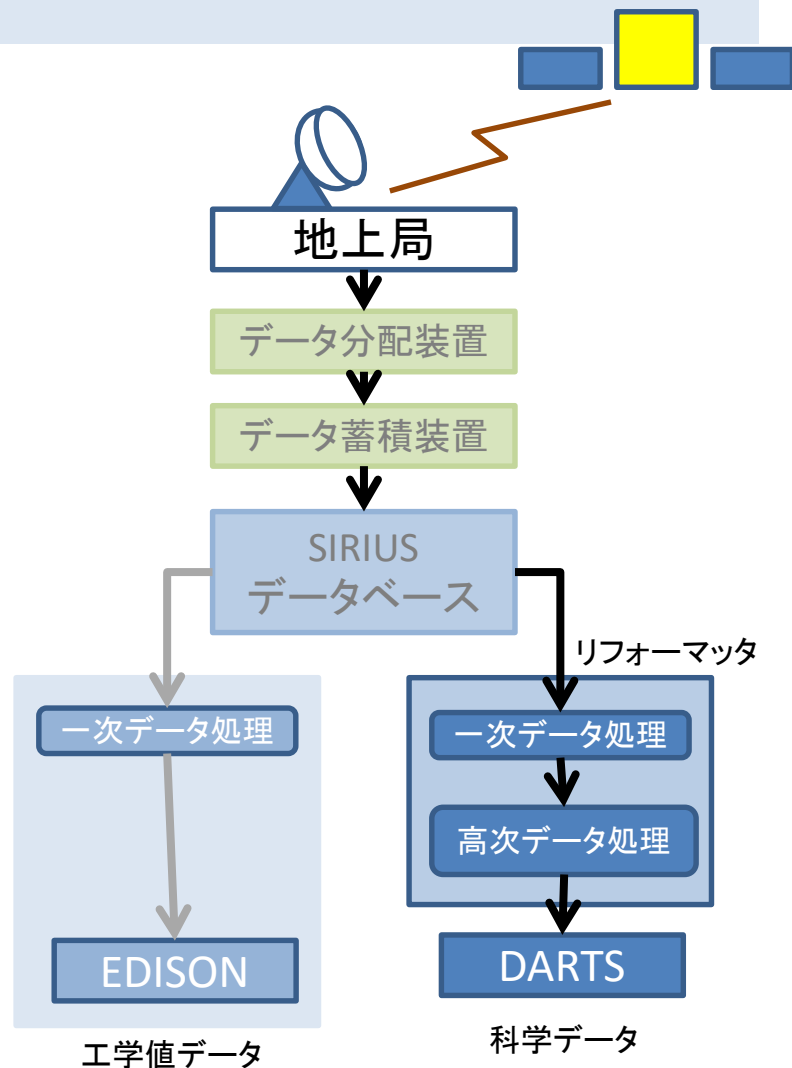 地上局
データ分配装置
データ蓄積装置
SIRIUS
データベース
リフォーマッタ
一次データ処理
一次データ処理
高次データ処理
EDISON
DARTS
工学値データ
科学データ